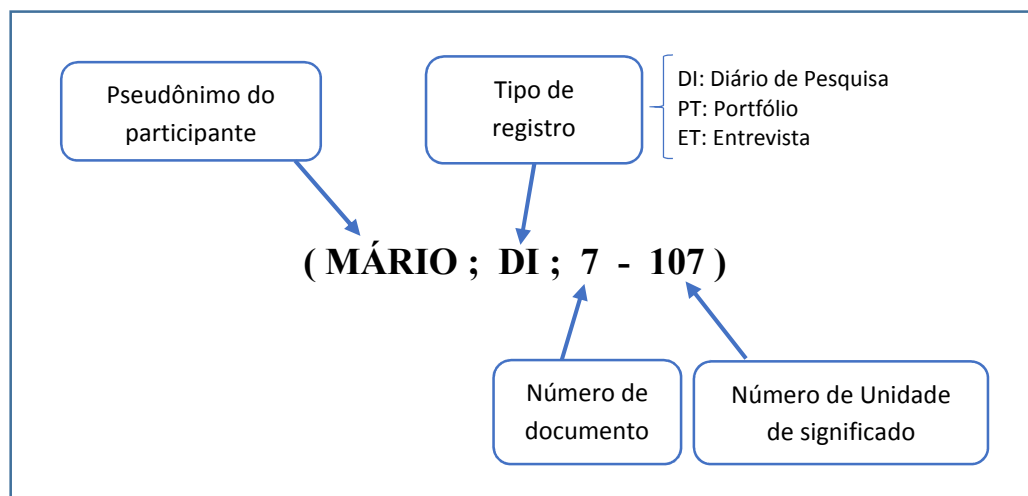 Pseudônimo do
participante
Tipo de
registro
DI: Diário de Pesquisa
PT: Portfólio
ET: Entrevista
( MÁRIO ; DI ; 7 - 107 )
Número de
documento
Número de Unidade
de significado